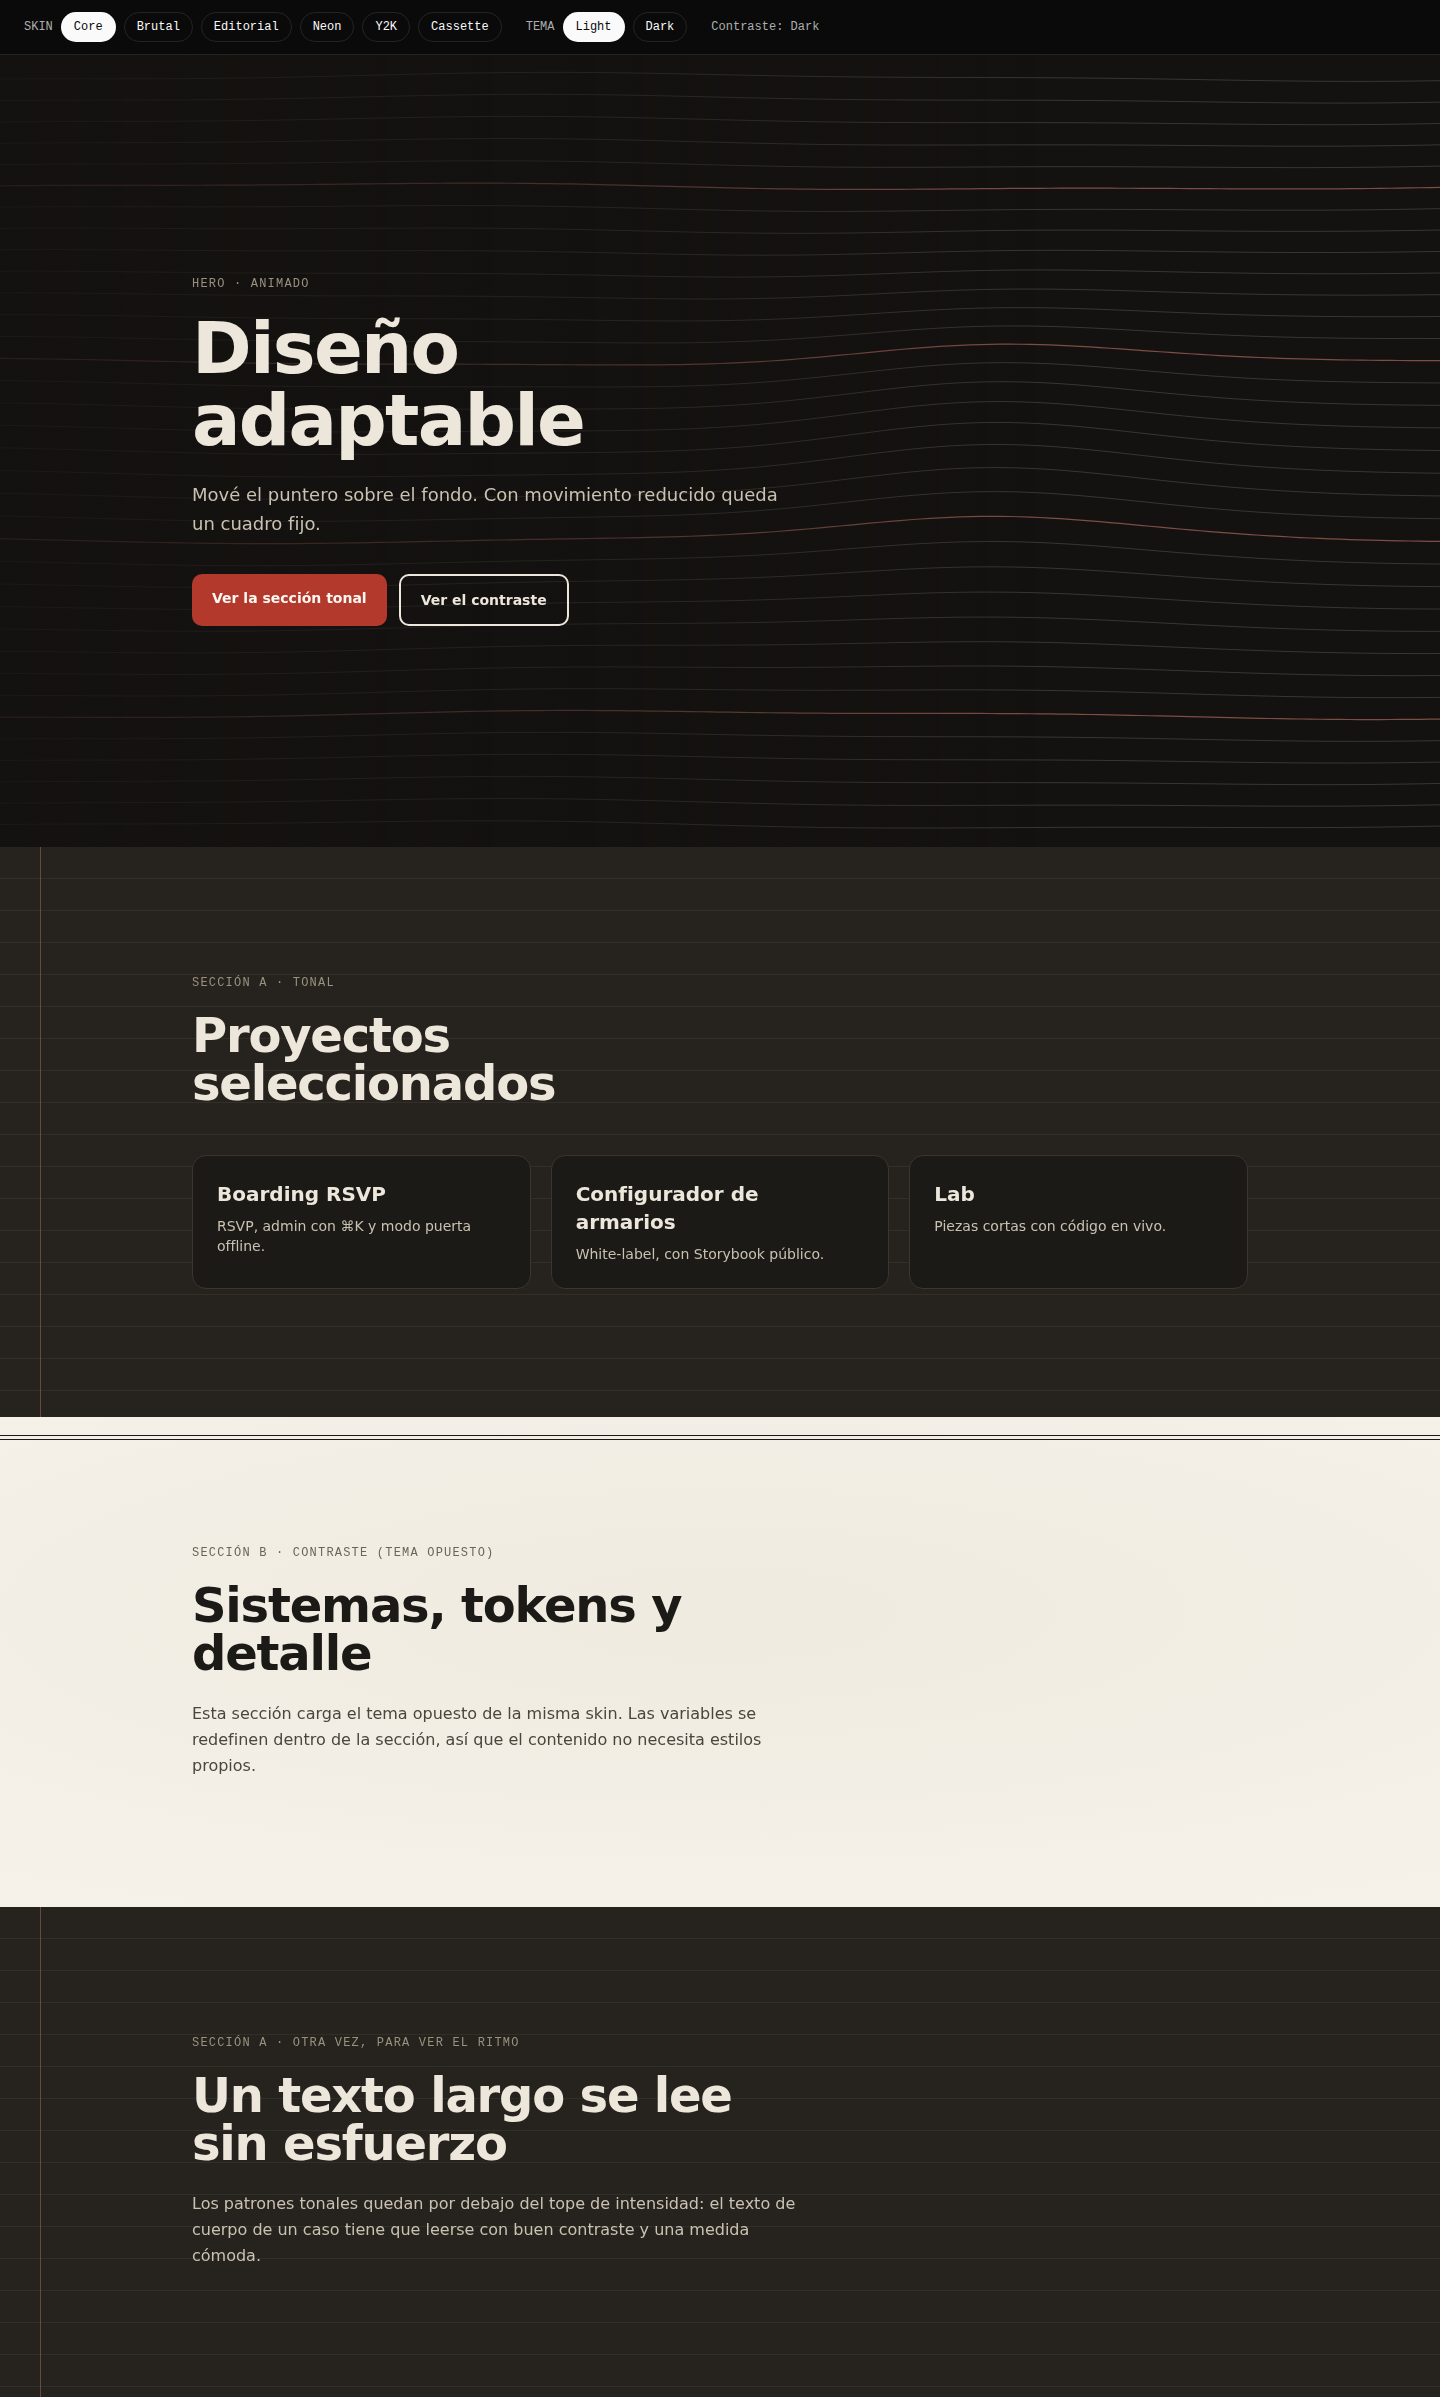 SKIN Core Brutal Editorial Neon Y2K Cassette TEMA Light Dark Contraste: Dark
HERO · ANIMADO
Diseño
adaptable
Mové el puntero sobre el fondo. Con movimiento reducido queda
un cuadro fijo.
Ver la sección tonal Ver el contraste
SECCIÓN A · TONAL
Proyectos
seleccionados
Boarding RSVP
RSVP, admin con ⌘K y modo puerta
offline.
Configurador de
armarios
White-label, con Storybook público.
Lab
Piezas cortas con código en vivo.
SECCIÓN B · CONTRASTE (TEMA OPUESTO)
Sistemas, tokens y
detalle
Esta sección carga el tema opuesto de la misma skin. Las variables se
redefinen dentro de la sección, así que el contenido no necesita estilos
propios.
SECCIÓN A · OTRA VEZ, PARA VER EL RITMO
Un texto largo se lee
sin esfuerzo
Los patrones tonales quedan por debajo del tope de intensidad: el texto de
cuerpo de un caso tiene que leerse con buen contraste y una medida
cómoda.